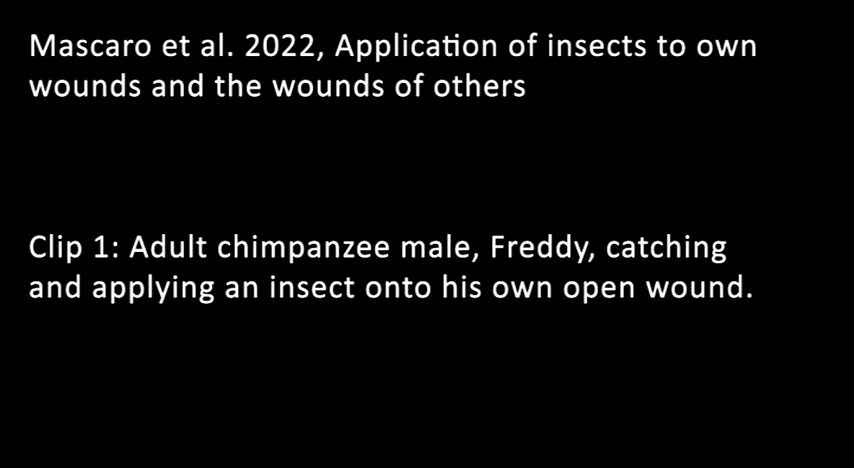 Mascaro et al. 2022, Application of insects to own
wounds and the wounds of others
Clip 1: Adult chimpanzee male, Freddy, catching
and applying an insect onto his own open wound.